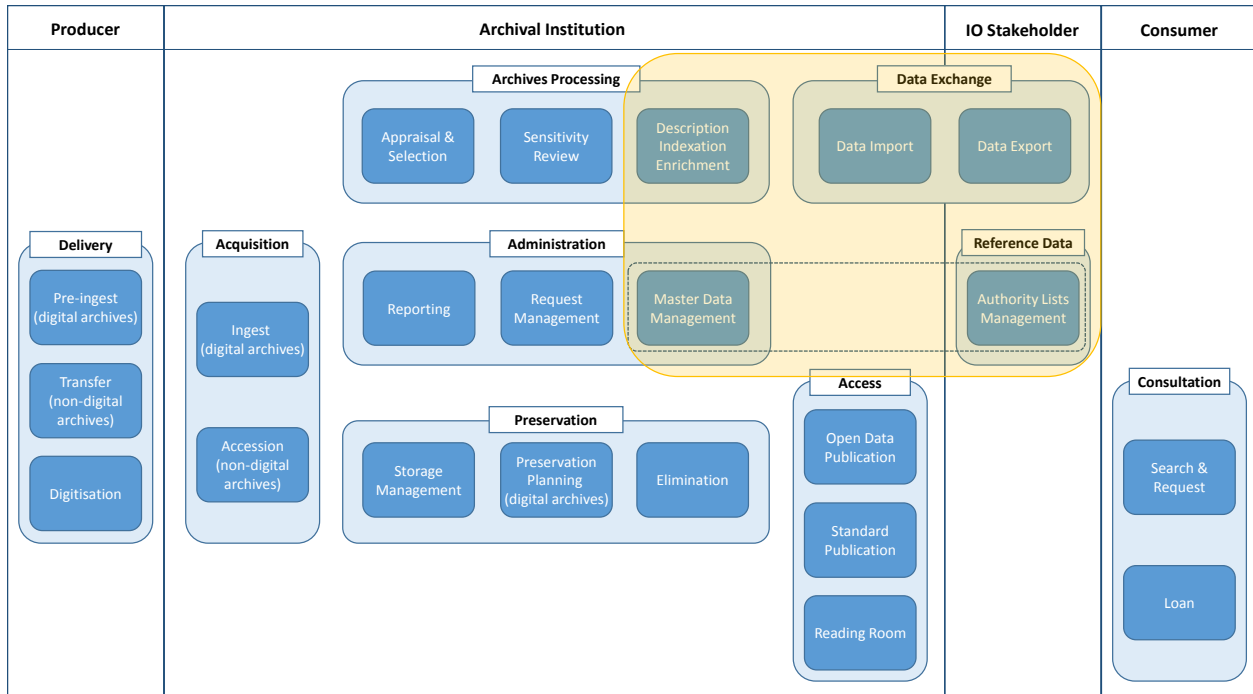 Producer
Archival Institution
IO Stakeholder
Consumer
Archives Processing
Appraisal &
Selection
Sensitivity
Review
Description
Indexation
Enrichment
Data Exchange
Data Import
Data Export
Delivery
Pre-ingest
(digital archives)
Transfer
(non-digital
archives)
Digitisation
Acquisition
Ingest
(digital archives)
Accession
(non-digital
archives)
Administration
Reporting
Request
Management
Master Data
Management
Reference Data
Authority Lists
Management
Preservation
Storage
Management
Preservation
Planning
(digital archives)
Elimination
Access
Open Data
Publication
Standard
Publication
Reading Room
Consultation
Search &
Request
Loan